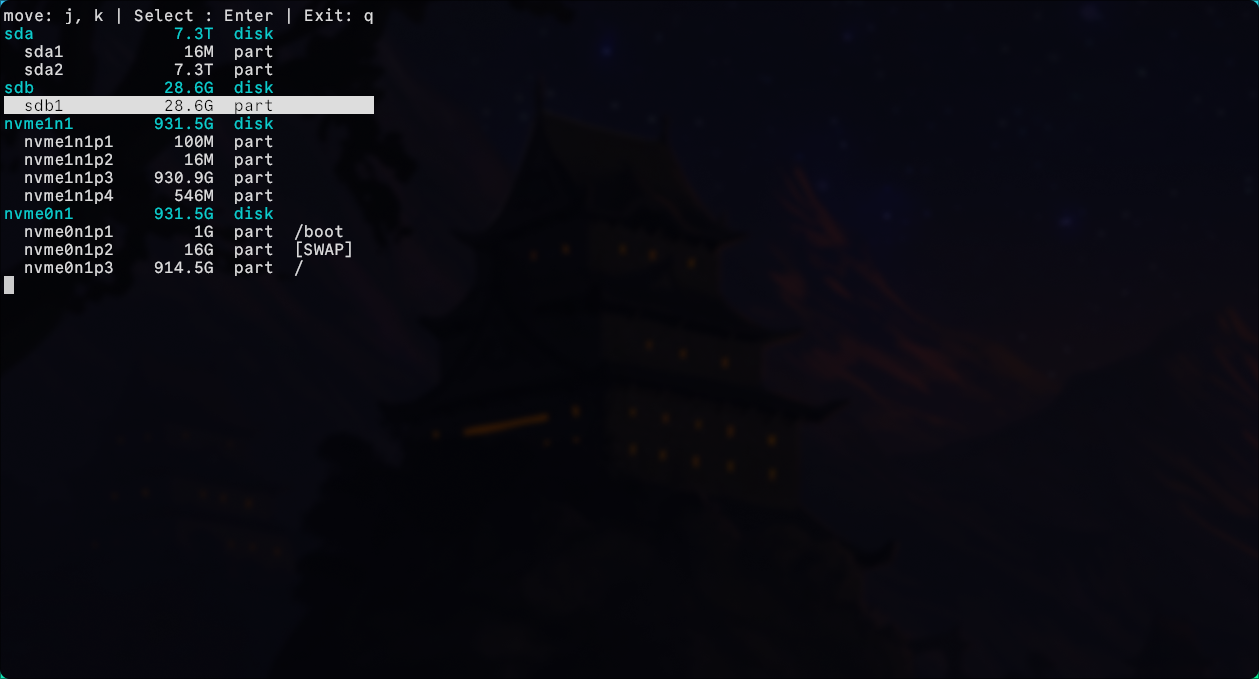 move: j, k | Select : Enter | Exit: q
sda 7.3T disk
sda1 16M part
sda2 7.3T part
sdb 28.6G disk
sdb1 28.6G part
nvme1n1 931.5G disk
nvme1n1p1 100M part
nvme1n1p2 16M part
nvme1n1p3 930.9G part
nvme1n1p4 546M part
nvme0n1 931.5G disk
nvme0n1p1 1G part /boot
nvme0n1p2 16G part [SWAP]
nvme0n1p3 914.5G part /